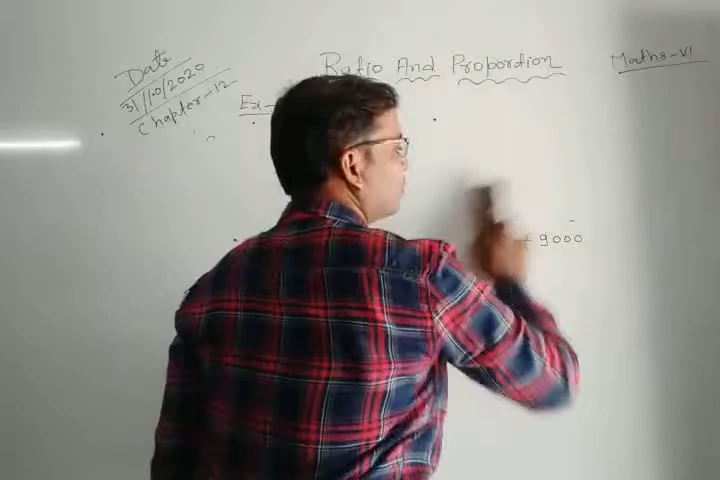 Date
31/10/2020
Chapter-12
Ratio And Proportion
Maths-VI
Ex-
₹ 9000